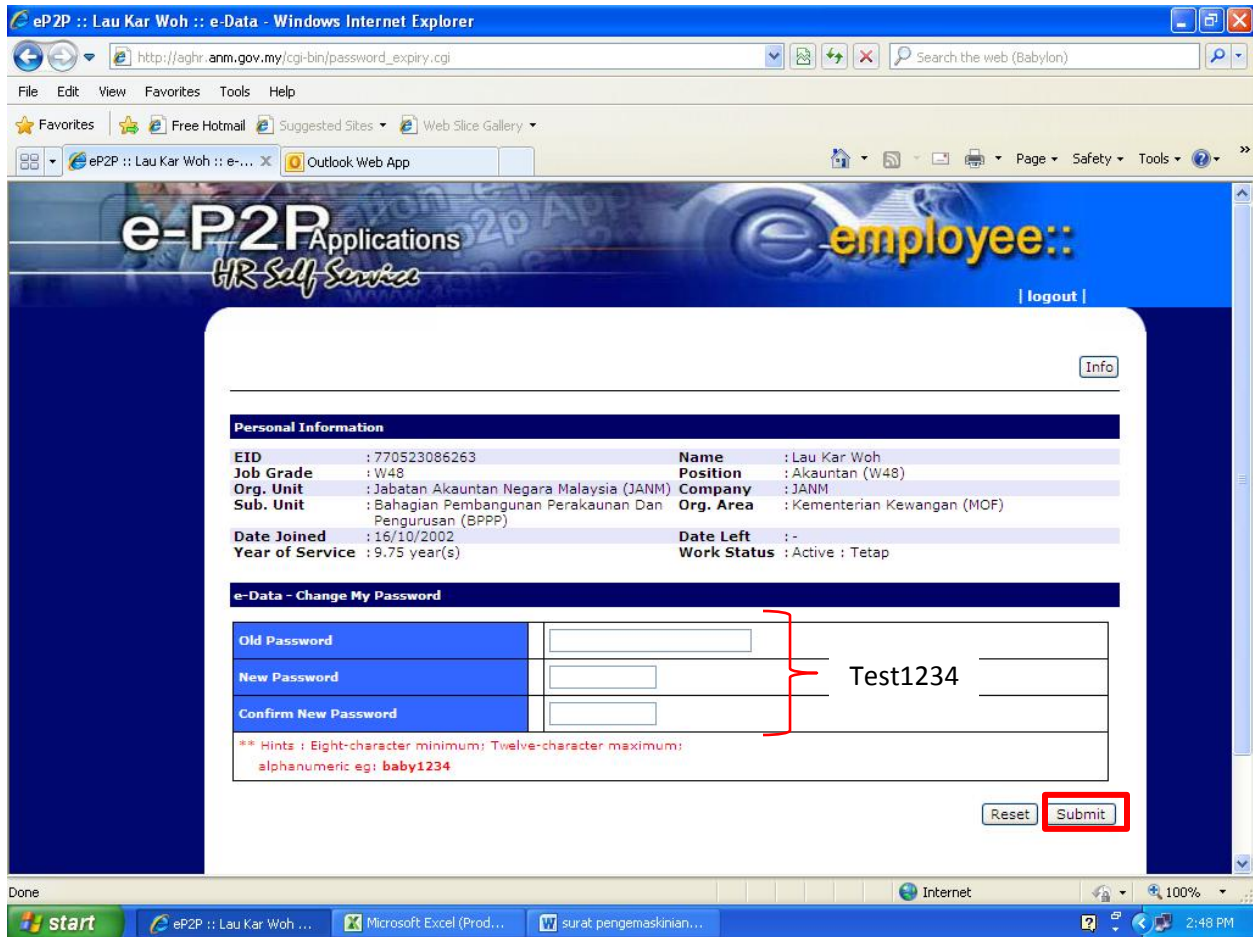 eP2P :: Lau Kar Woh :: e-Data - Windows Internet Explorer
http://aghr.anm.gov.my/cgi-bin/password_expiry.cgi
Search the web (Babylon)
File Edit View Favorites Tools Help
Favorites Free Hotmail Suggested Sites Web Slice Gallery
eP2P :: Lau Kar Woh :: e-... X Outlook Web App Page Safety Tools »
e-P2P Applications
HR Self Service
employee::
| logout |
Info
Personal Information
EID : 770523086263 Name : Lau Kar Woh
Job Grade : W48 Position : Akauntan (W48)
Org. Unit : Jabatan Akauntan Negara Malaysia (JANM) Company : JANM
Sub. Unit : Bahagian Pembangunan Perakaunan Dan Org. Area : Kementerian Kewangan (MOF)
Pengurusan (BPPP)
Date Joined : 16/10/2002 Date Left : -
Year of Service : 9.75 year(s) Work Status : Active : Tetap
e-Data - Change My Password
Old Password
New Password
Test1234
Confirm New Password
** Hints : Eight-character minimum; Twelve-character maximum;
alphanumeric eg: baby1234
Reset Submit
Done Internet 100%
start eP2P :: Lau Kar Woh ... Microsoft Excel (Prod... surat pengemaskinian... 2:48 PM